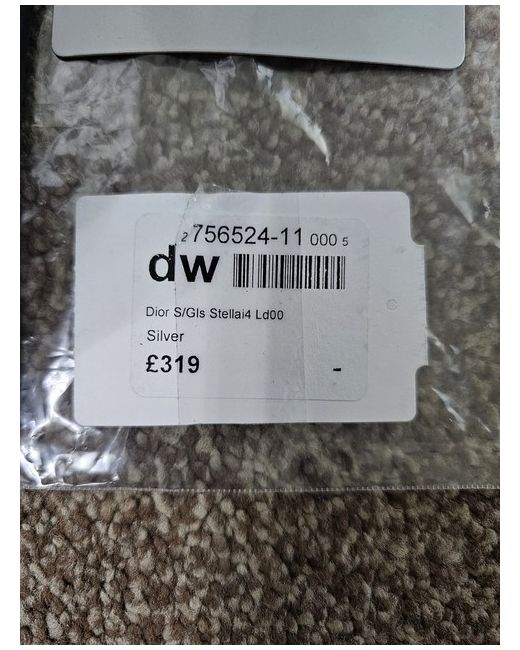 2 756524-11 000 5
dw
Dior S/Gls Stellai4 Ld00
Silver
£319 -